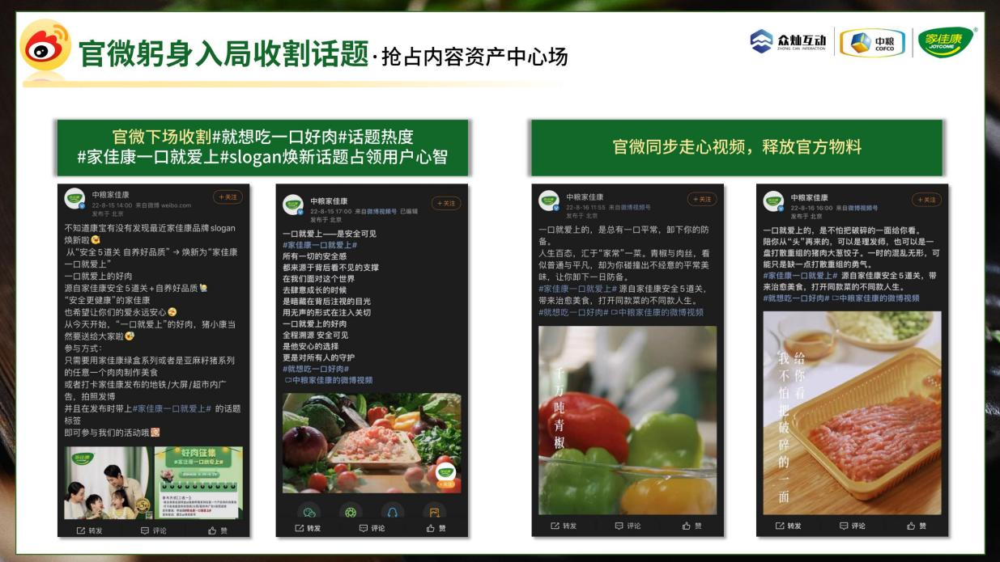 官微躬身入局收割话题·抢占内容资产中心场
众灿互动
ZHONG CAN INTERACTION
中粮
COFCO
家佳康
JOYCOME
官微下场收割#就想吃一口好肉#话题热度
#家佳康一口就爱上#slogan焕新话题占领用户心智
中粮家佳康
22-8-15 14:00 来自微博 weibo.com
发布于 北京
+关注
不知道康宝有没有发现最近家佳康品牌slogan
焕新啦
从“安全5道关 自养好品质”→ 焕新为“家佳康
一口就爱上”
一口就爱上的好肉
源自家佳康安全5道关+自养好品质
“安全更健康”的家佳康
也希望让你们的爱永远安心
从今天开始，“一口就爱上”的好肉，猪小康当
然要送给大家啦
参与方式：
只需要用家佳康绿盒系列或者是亚麻籽猪系列
的任意一个肉肉制作美食
或者打卡家佳康发布的地铁/大屏/超市内广
告，拍照发博
并且在发布时带上#家佳康一口就爱上# 的话题
标签
即可参与我们的活动哦
家佳康
好肉征集
#家佳康一口就爱上#
转发
评论
赞
中粮家佳康
22-8-15 17:00 来自微博视频号 已编辑
发布于 北京
+关注
一口就爱上——是安全可见
#家佳康一口就爱上#
所有一切的安全感
都来源于背后看不见的支撑
在我们面对这个世界
去肆意成长的时候
是暗藏在背后注视的目光
用无声的形式在注入关切
一口就爱上的好肉
全程溯源 安全可见
是他安心的选择
更是对所有人的守护
#就想吃一口好肉#
中粮家佳康的微博视频
+关注
转发
评论
赞
官微同步走心视频，释放官方物料
中粮家佳康
22-8-16 11:55 来自微博视频号
发布于 北京
+关注
一口就爱上的，是总有一口平常，卸下你的防
备。
人生百态，汇于“家常”一菜。青椒与肉丝，看
似普通与平凡，却为你碰撞出不经意的平常美
味，让你卸下一日防备。
#家佳康一口就爱上# 源自家佳康安全5道关，
带来治愈美食，打开同款菜的不同款人生。
#就想吃一口好肉# 中粮家佳康的微博视频
千万吨青椒
转发
评论
赞
中粮家佳康
22-8-16 16:00 来自微博视频号
发布于 北京
+关注
一口就爱上的，是不怕把破碎的一面给你看。
陪你从“头”再来的，可以是理发师，也可以是一
盘打散重组的猪肉大葱饺子。一时的混乱无形，可
能只是缺一点打散重组的勇气。
#家佳康一口就爱上# 源自家佳康安全5道关，带
来治愈美食，打开同款菜的不同款人生。
#就想吃一口好肉# 中粮家佳康的微博视频
给你看
我不怕把破碎的一面
转发
评论
赞